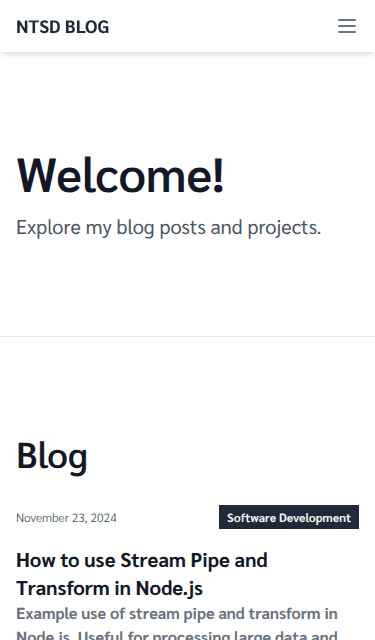 NTSD BLOG
Welcome!
Explore my blog posts and projects.
Blog
November 23, 2024
Software Development
How to use Stream Pipe and
Transform in Node.js
Example use of stream pipe and transform in
Node.js. Useful for processing large data and